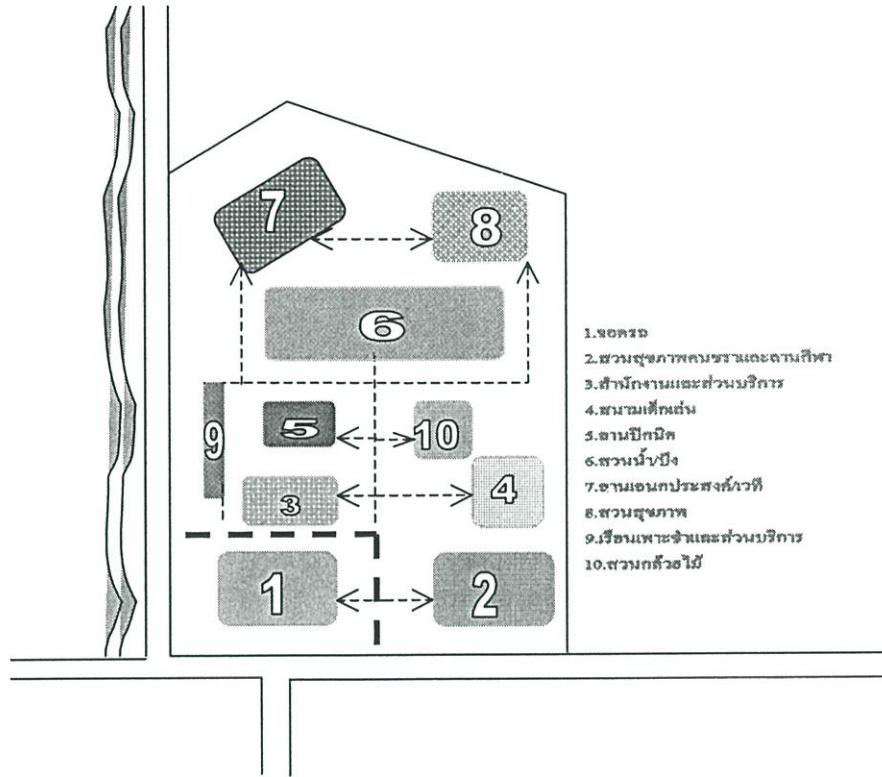 7
8
6
9
5
10
3
4
1
2
1.จอดรถ
2.สวนสุขภาพคนชราและลานกีฬา
3.สำนักงานและส่วนบริการ
4.สนามเด็กเล่น
5.ลานปิกนิค
6.สวนน้ำ/บึง
7.ลานเอนกประสงค์/เวที
8.สวนสุขภาพ
9.เรือนเพาะชำและส่วนบริการ
10.สวนกล้วยไม้